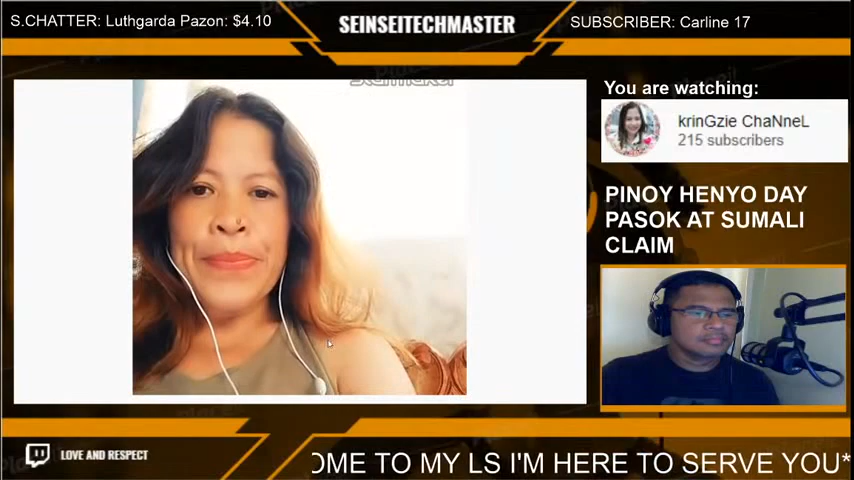 S.CHATTER: Luthgarda Pazon: $4.10
SEINSEITECHMASTER
SUBSCRIBER: Carline 17
Starmaker
You are watching:
krinGzie ChaNneL
215 subscribers
PINOY HENYO DAY
PASOK AT SUMALI
CLAIM
LOVE AND RESPECT
OME TO MY LS I'M HERE TO SERVE YOU*